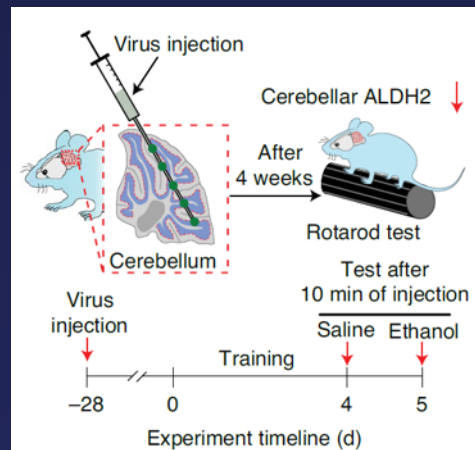 Virus injection
Cerebellar ALDH2 ↓
After
4 weeks
Rotarod test
Cerebellum
Test after
10 min of injection
Virus
injection
Saline Ethanol
Training
–28 0 4 5
Experiment timeline (d)